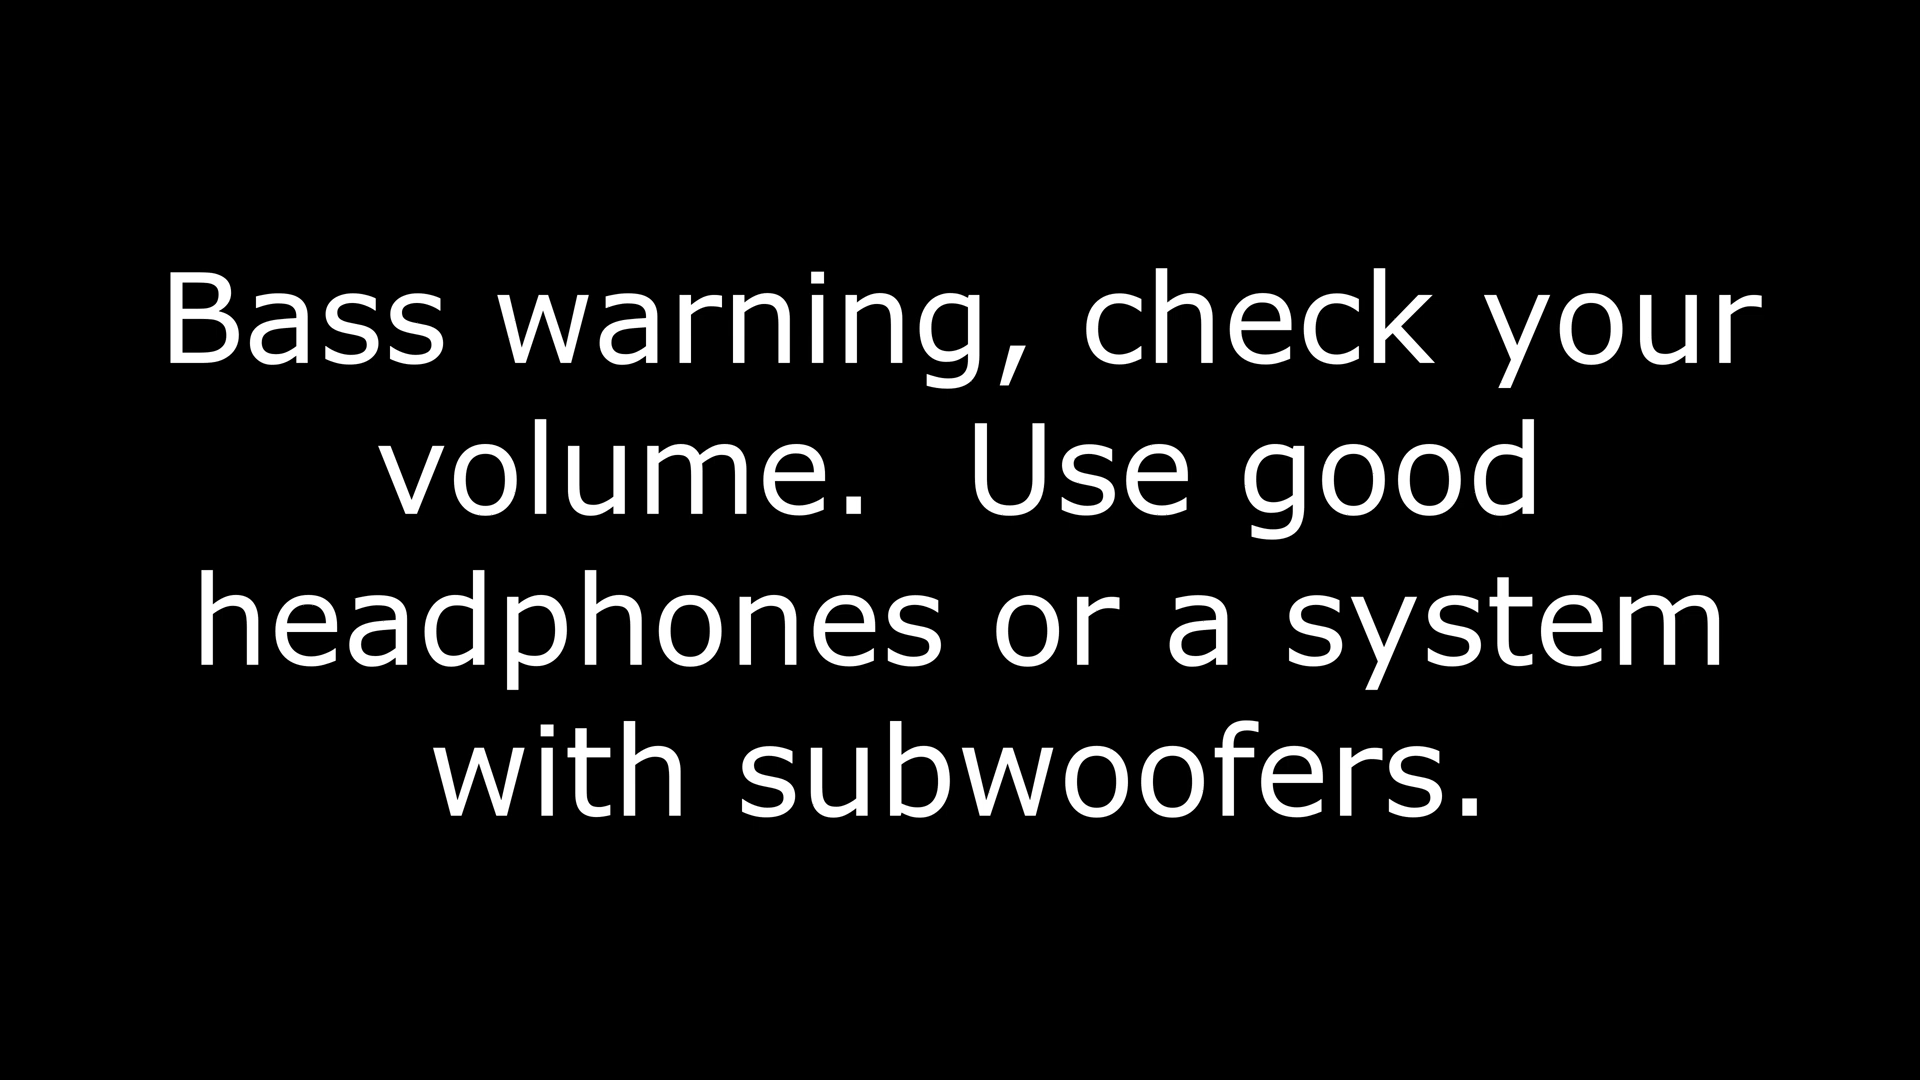 Bass warning, check your
volume.  Use good
headphones or a system
with subwoofers.